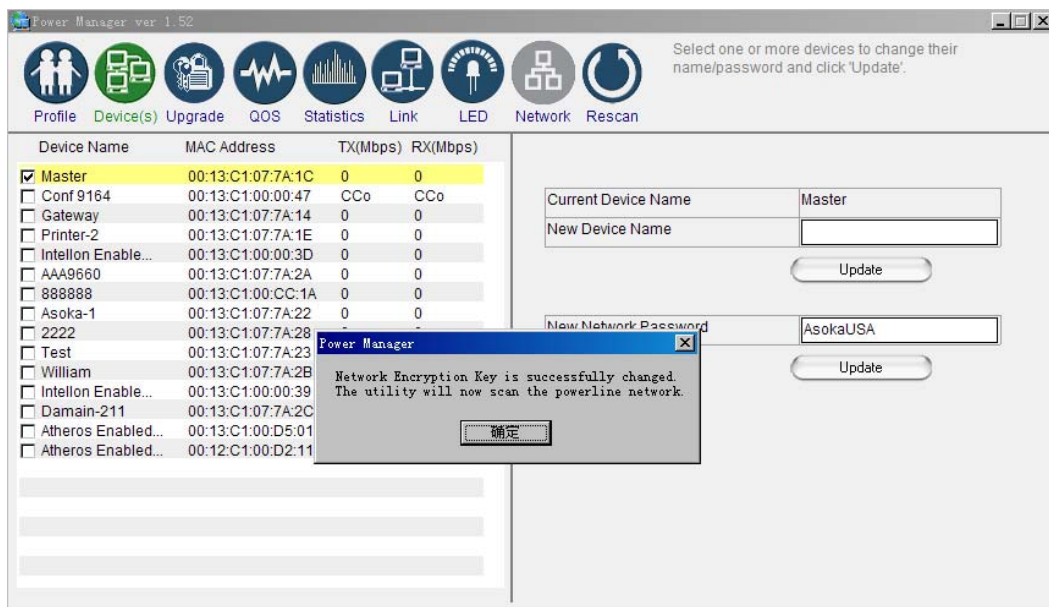 Power Manager ver 1.52
Profile Device(s) Upgrade QOS Statistics Link LED Network Rescan
Select one or more devices to change their
name/password and click 'Update'.
Device Name MAC Address TX(Mbps) RX(Mbps)
Master 00:13:C1:07:7A:1C 0 0
Conf 9164 00:13:C1:00:00:47 CCo CCo
Gateway 00:13:C1:07:7A:14 0 0
Printer-2 00:13:C1:07:7A:1E 0 0
Intellon Enable... 00:13:C1:00:00:3D 0 0
AAA9660 00:13:C1:07:7A:2A 0 0
888888 00:13:C1:00:CC:1A 0 0
Asoka-1 00:13:C1:07:7A:22 0 0
2222 00:13:C1:07:7A:28
Test 00:13:C1:07:7A:23
William 00:13:C1:07:7A:2B
Intellon Enable... 00:13:C1:00:00:39
Damain-211 00:13:C1:07:7A:2C
Atheros Enabled... 00:13:C1:00:D5:01
Atheros Enabled... 00:12:C1:00:D2:11
Current Device Name Master
New Device Name
Update
New Network Password AsokaUSA
Update
Power Manager
Network Encryption Key is successfully changed.
The utility will now scan the powerline network.
确定